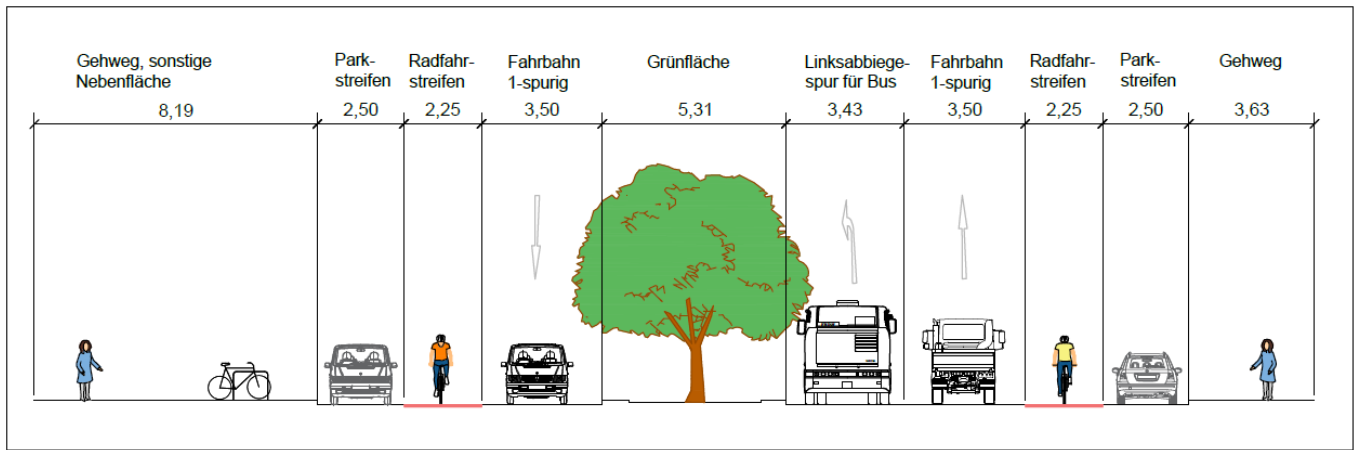 Gehweg, sonstige
Nebenfläche
8,19
Park-
streifen
2,50
Radfahr-
streifen
2,25
Fahrbahn
1-spurig
3,50
Grünfläche
5,31
Linksabbiege-
spur für Bus
3,43
Fahrbahn
1-spurig
3,50
Radfahr-
streifen
2,25
Park-
streifen
2,50
Gehweg
3,63